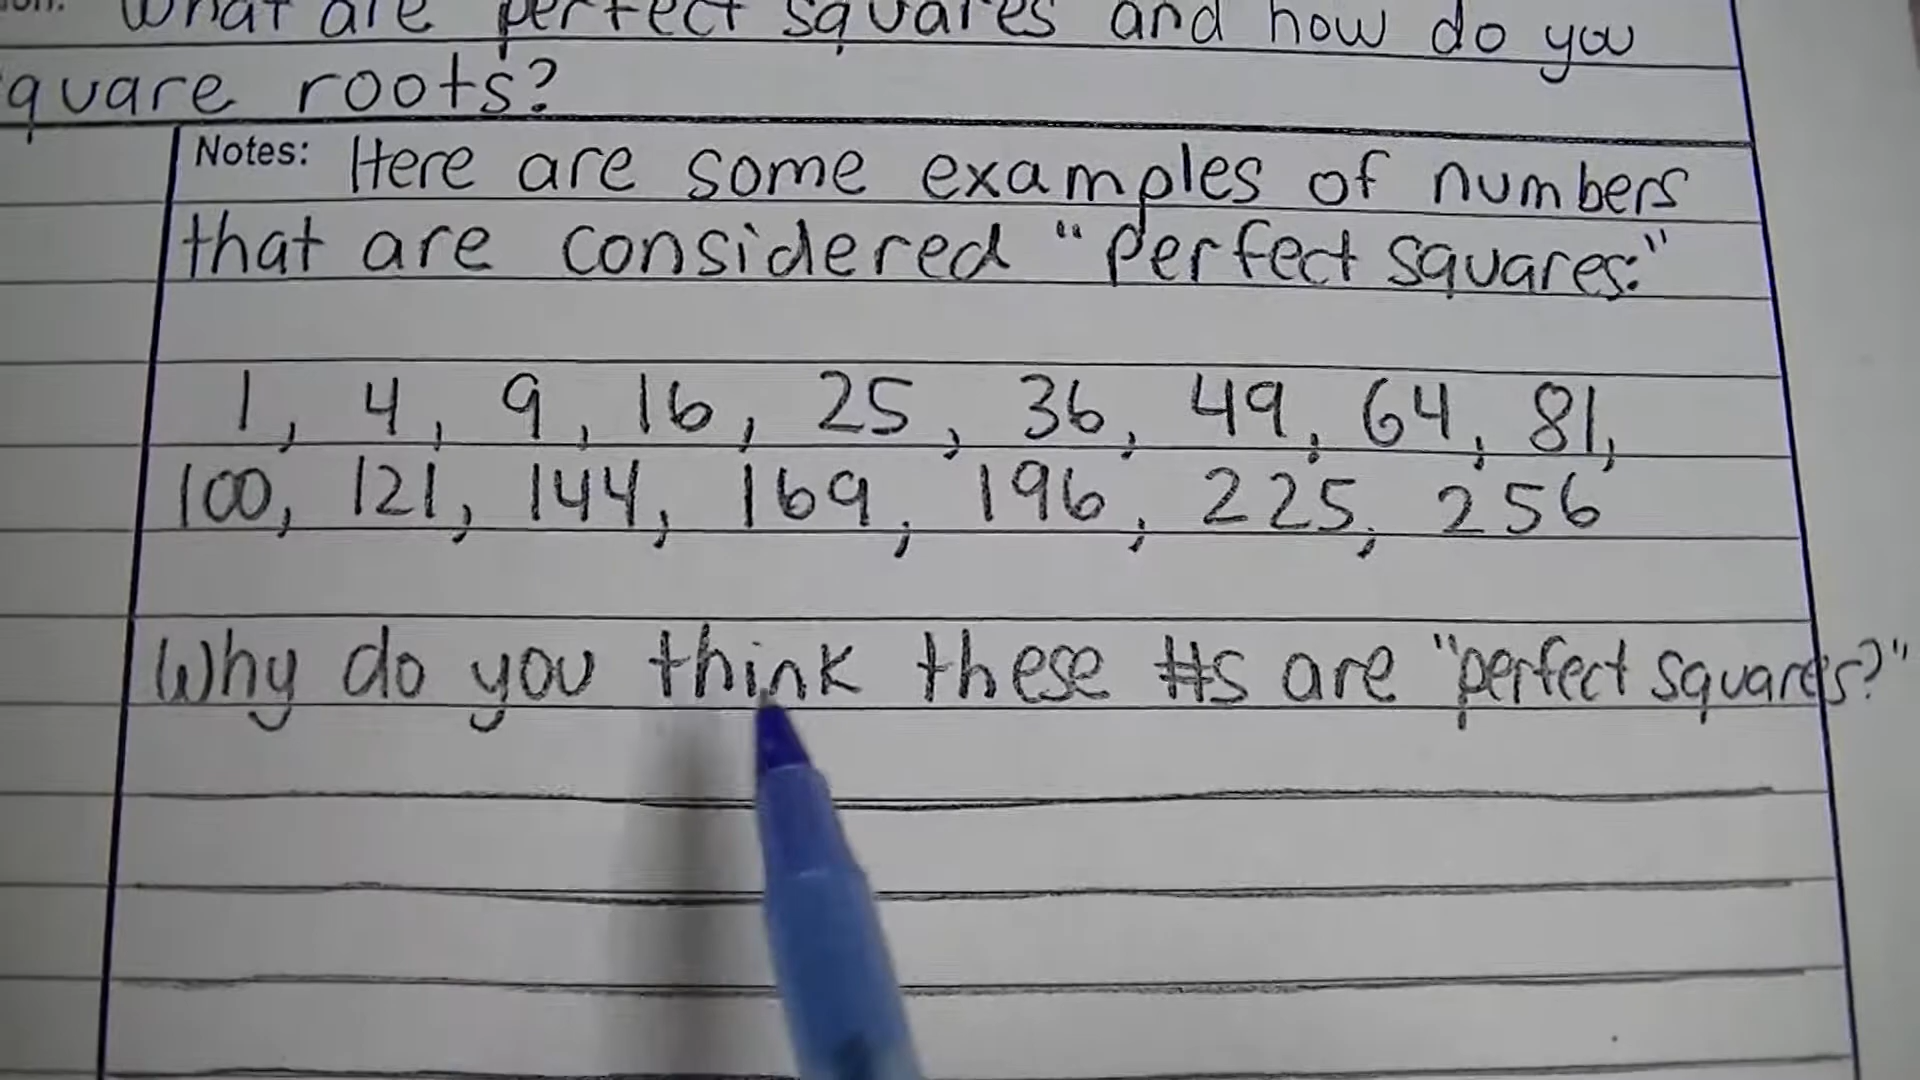 What are perfect squares and how do you
quare roots?
Notes: Here are some examples of numbers
that are considered "perfect squares:"
1, 4, 9, 16, 25, 36, 49, 64, 81,
100, 121, 144, 169, 196, 225, 256
Why do you think these #s are "perfect squares?"